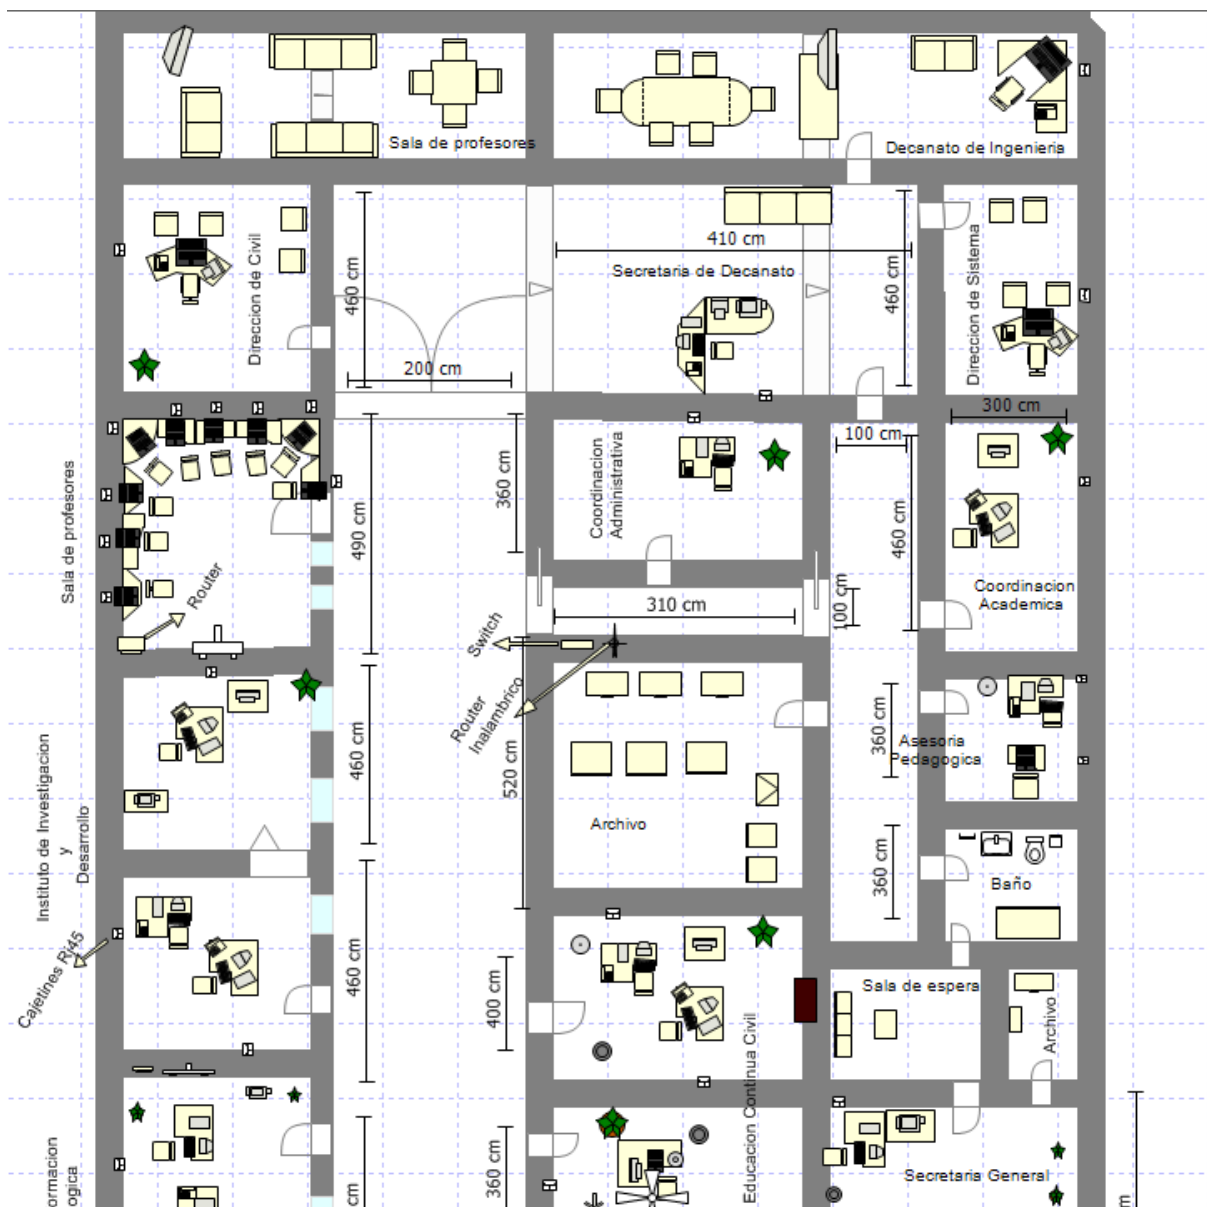 Sala de profesores
Decanato de Ingenieria
Direccion de Civil
460 cm
200 cm
410 cm
Secretaria de Decanato
460 cm
Direccion de Sistema
300 cm
100 cm
Sala de profesores
490 cm
360 cm
Coordinacion
Administrativa
460 cm
Coordinacion
Academica
Router
310 cm
100 cm
Switch
Router
Inalambrico
Instituto de Investigacion
y
Desarrollo
460 cm
520 cm
Archivo
360 cm
Asesoria
Pedagogica
360 cm
Baño
Cajetines Rj45
460 cm
400 cm
Educacion Continua Civil
Sala de espera
Archivo
360 cm
Secretaria General
ormacion
ogica
cm
m